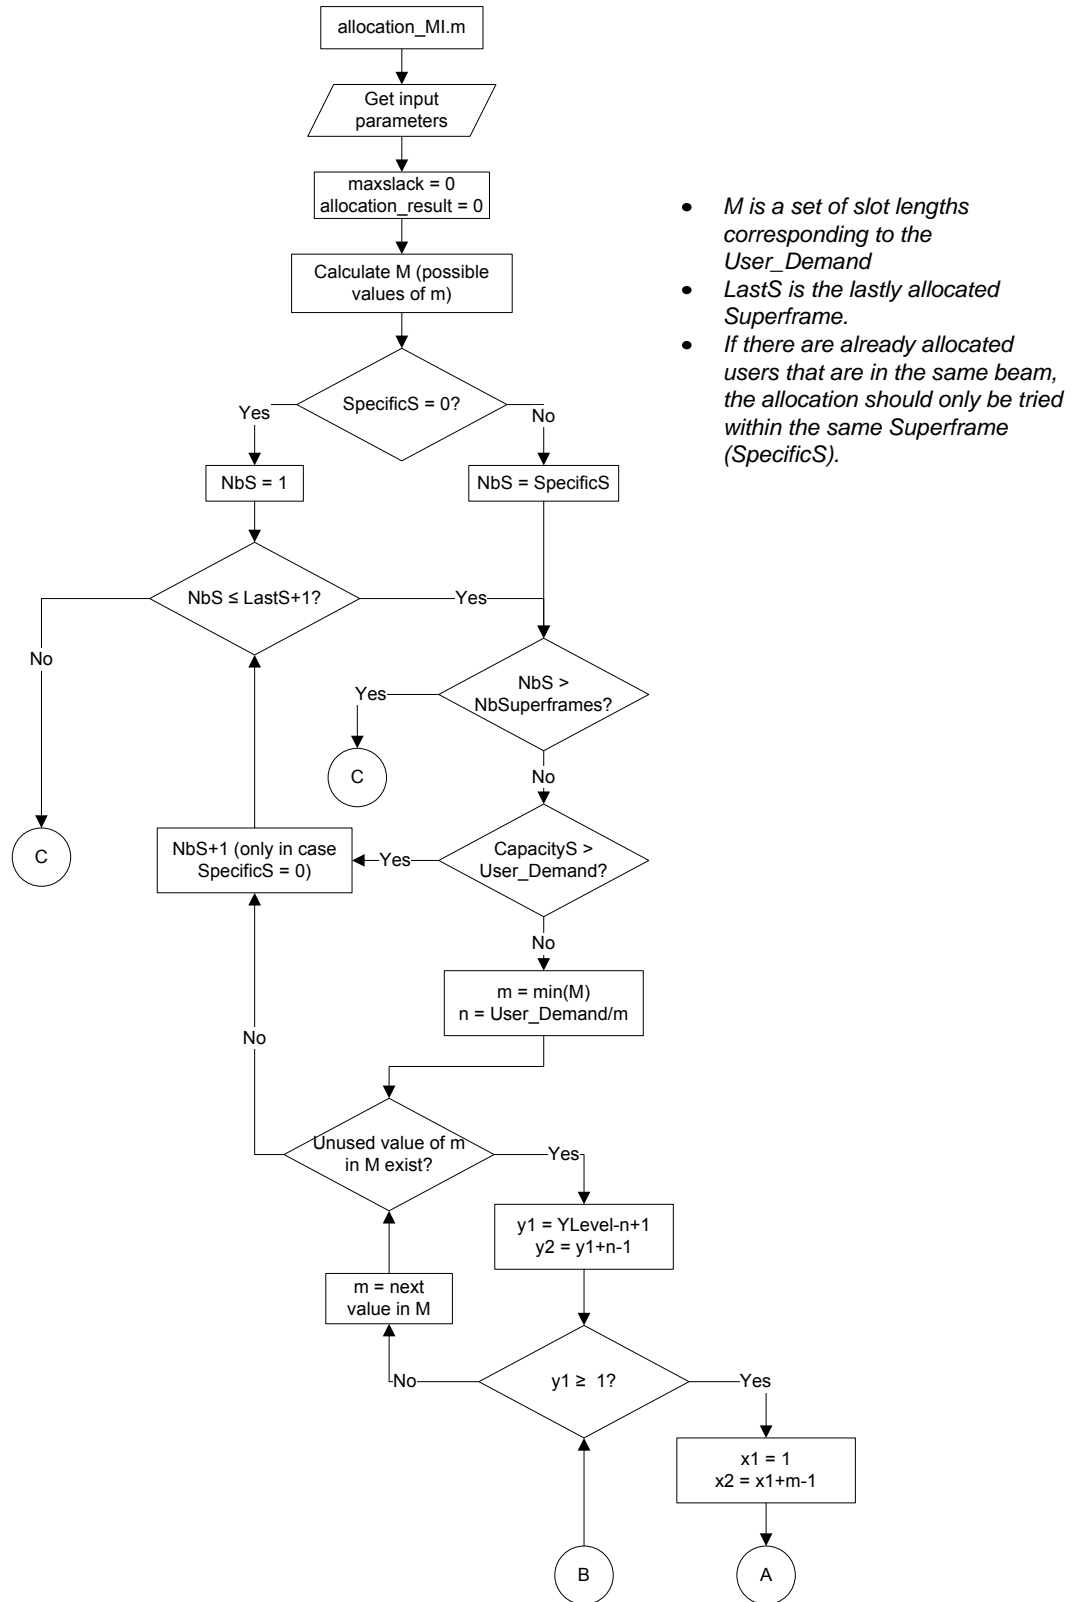 allocation_MI.m
Get input
parameters
maxslack = 0
allocation_result = 0
Calculate M (possible
values of m)
SpecificS = 0?
Yes
No
NbS = 1
NbS = SpecificS
NbS ≤ LastS+1?
Yes
No
NbS >
NbSuperframes?
Yes
C
No
C
NbS+1 (only in case
SpecificS = 0)
Yes
CapacityS >
User_Demand?
No
m = min(M)
n = User_Demand/m
No
Unused value of m
in M exist?
Yes
y1 = YLevel-n+1
y2 = y1+n-1
m = next
value in M
No
y1 ≥ 1?
Yes
x1 = 1
x2 = x1+m-1
B
A
• M is a set of slot lengths
corresponding to the
User_Demand
• LastS is the lastly allocated
Superframe.
• If there are already allocated
users that are in the same beam,
the allocation should only be tried
within the same Superframe
(SpecificS).